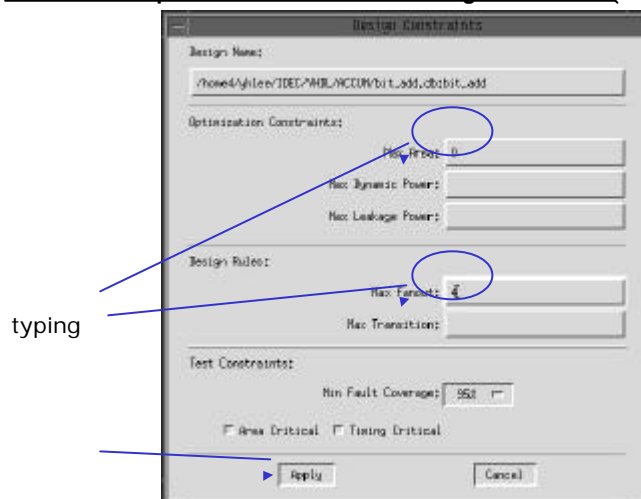 Design Constraints
Design Name:
/home4/yhlee/IDEC/VHDL/ACCUM/bit_add.db:bit_add
Optimization Constraints:
Max Area: 0
Max Dynamic Power:
Max Leakage Power:
Design Rules:
Max Fanout: 4
typing
Max Transition:
Test Constraints:
Min Fault Coverage: 95%
Area Critical Timing Critical
Apply Cancel